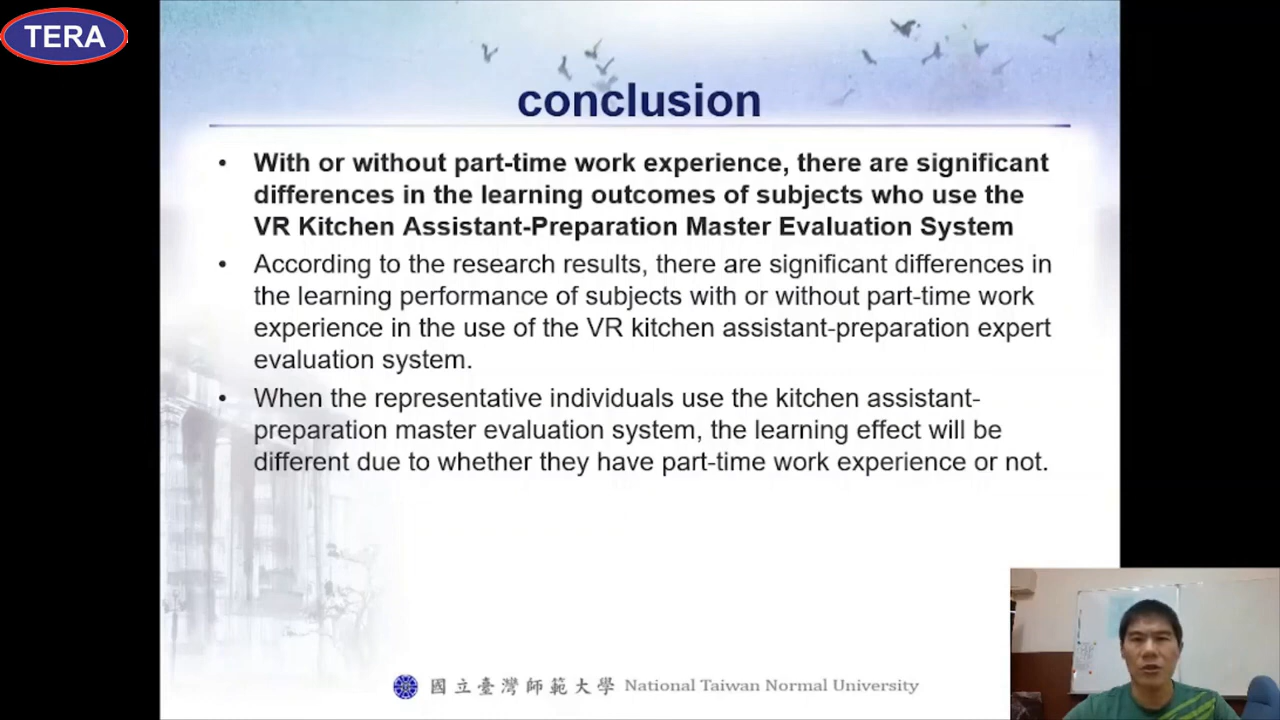 TERA
conclusion
• With or without part-time work experience, there are significant
differences in the learning outcomes of subjects who use the
VR Kitchen Assistant-Preparation Master Evaluation System
• According to the research results, there are significant differences in
the learning performance of subjects with or without part-time work
experience in the use of the VR kitchen assistant-preparation expert
evaluation system.
• When the representative individuals use the kitchen assistant-
preparation master evaluation system, the learning effect will be
different due to whether they have part-time work experience or not.
國立臺灣師範大學 National Taiwan Normal University